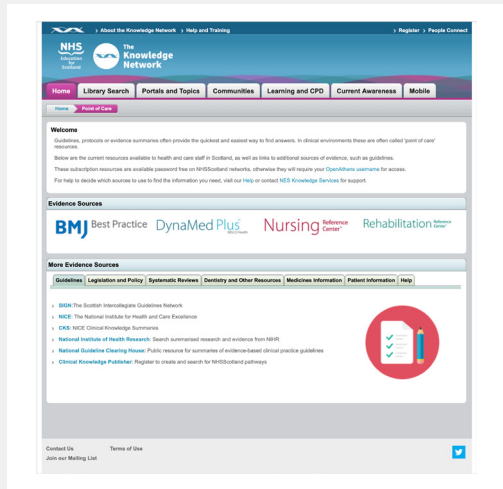 › About the Knowledge Network › Help and Training › Register › People Connect
NHS
Education
for
Scotland
The
Knowledge
Network
Home Library Search Portals and Topics Communities Learning and CPD Current Awareness Mobile
Home Point of Care
Welcome
Guidelines, protocols or evidence summaries often provide the quickest and easiest way to find answers. In clinical environments these are often called 'point of care'
resources.
Below are the current resources available to health and care staff in Scotland, as well as links to additional sources of evidence, such as guidelines.
These subscription resources are available password free on NHSScotland networks, otherwise they will require your OpenAthens username for access.
For help to decide which sources to use to find the information you need, visit our Help or contact NES Knowledge Services for support.
Evidence Sources
BMJ Best Practice
DynaMed Plus
EBSCO Health
Nursing Reference Center
Rehabilitation Reference Center
More Evidence Sources
Guidelines Legislation and Policy Systematic Reviews Dentistry and Other Resources Medicines Information Patient Information Help
› SIGN:The Scottish Intercollegiate Guidelines Network
› NICE: The National Institute for Health and Care Excellence
› CKS: NICE Clinical Knowledge Summaries
› National Institute of Health Research: Search summarised research and evidence from NIHR
› National Guideline Clearing House: Public resource for summaries of evidence-based clinical practice guidelines
› Clinical Knowledge Publisher: Register to create and search for NHSScotland pathways
Contact Us Terms of Use
Join our Mailing List